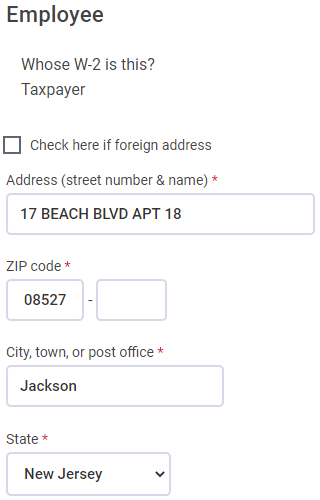 Employee
Whose W-2 is this?
Taxpayer
Check here if foreign address
Address (street number & name) *
17 BEACH BLVD APT 18
ZIP code *
08527 -
City, town, or post office *
Jackson
State *
New Jersey